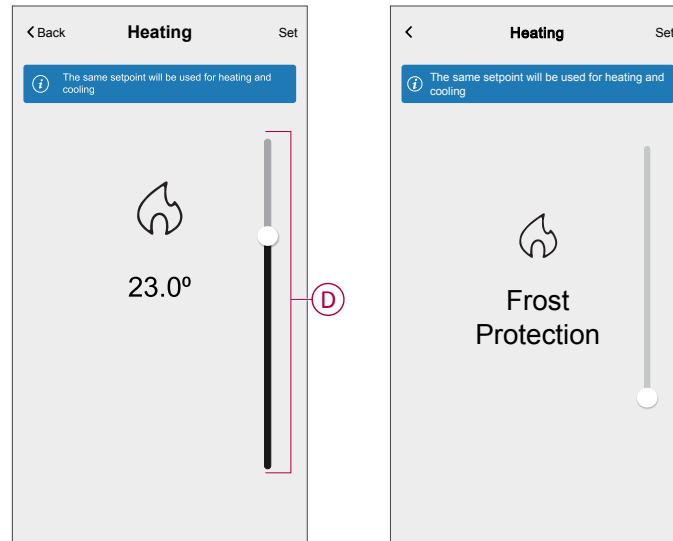 Back Heating Set
i The same setpoint will be used for heating and
cooling
23.0º
D
Heating Set
i The same setpoint will be used for heating and
cooling
Frost
Protection